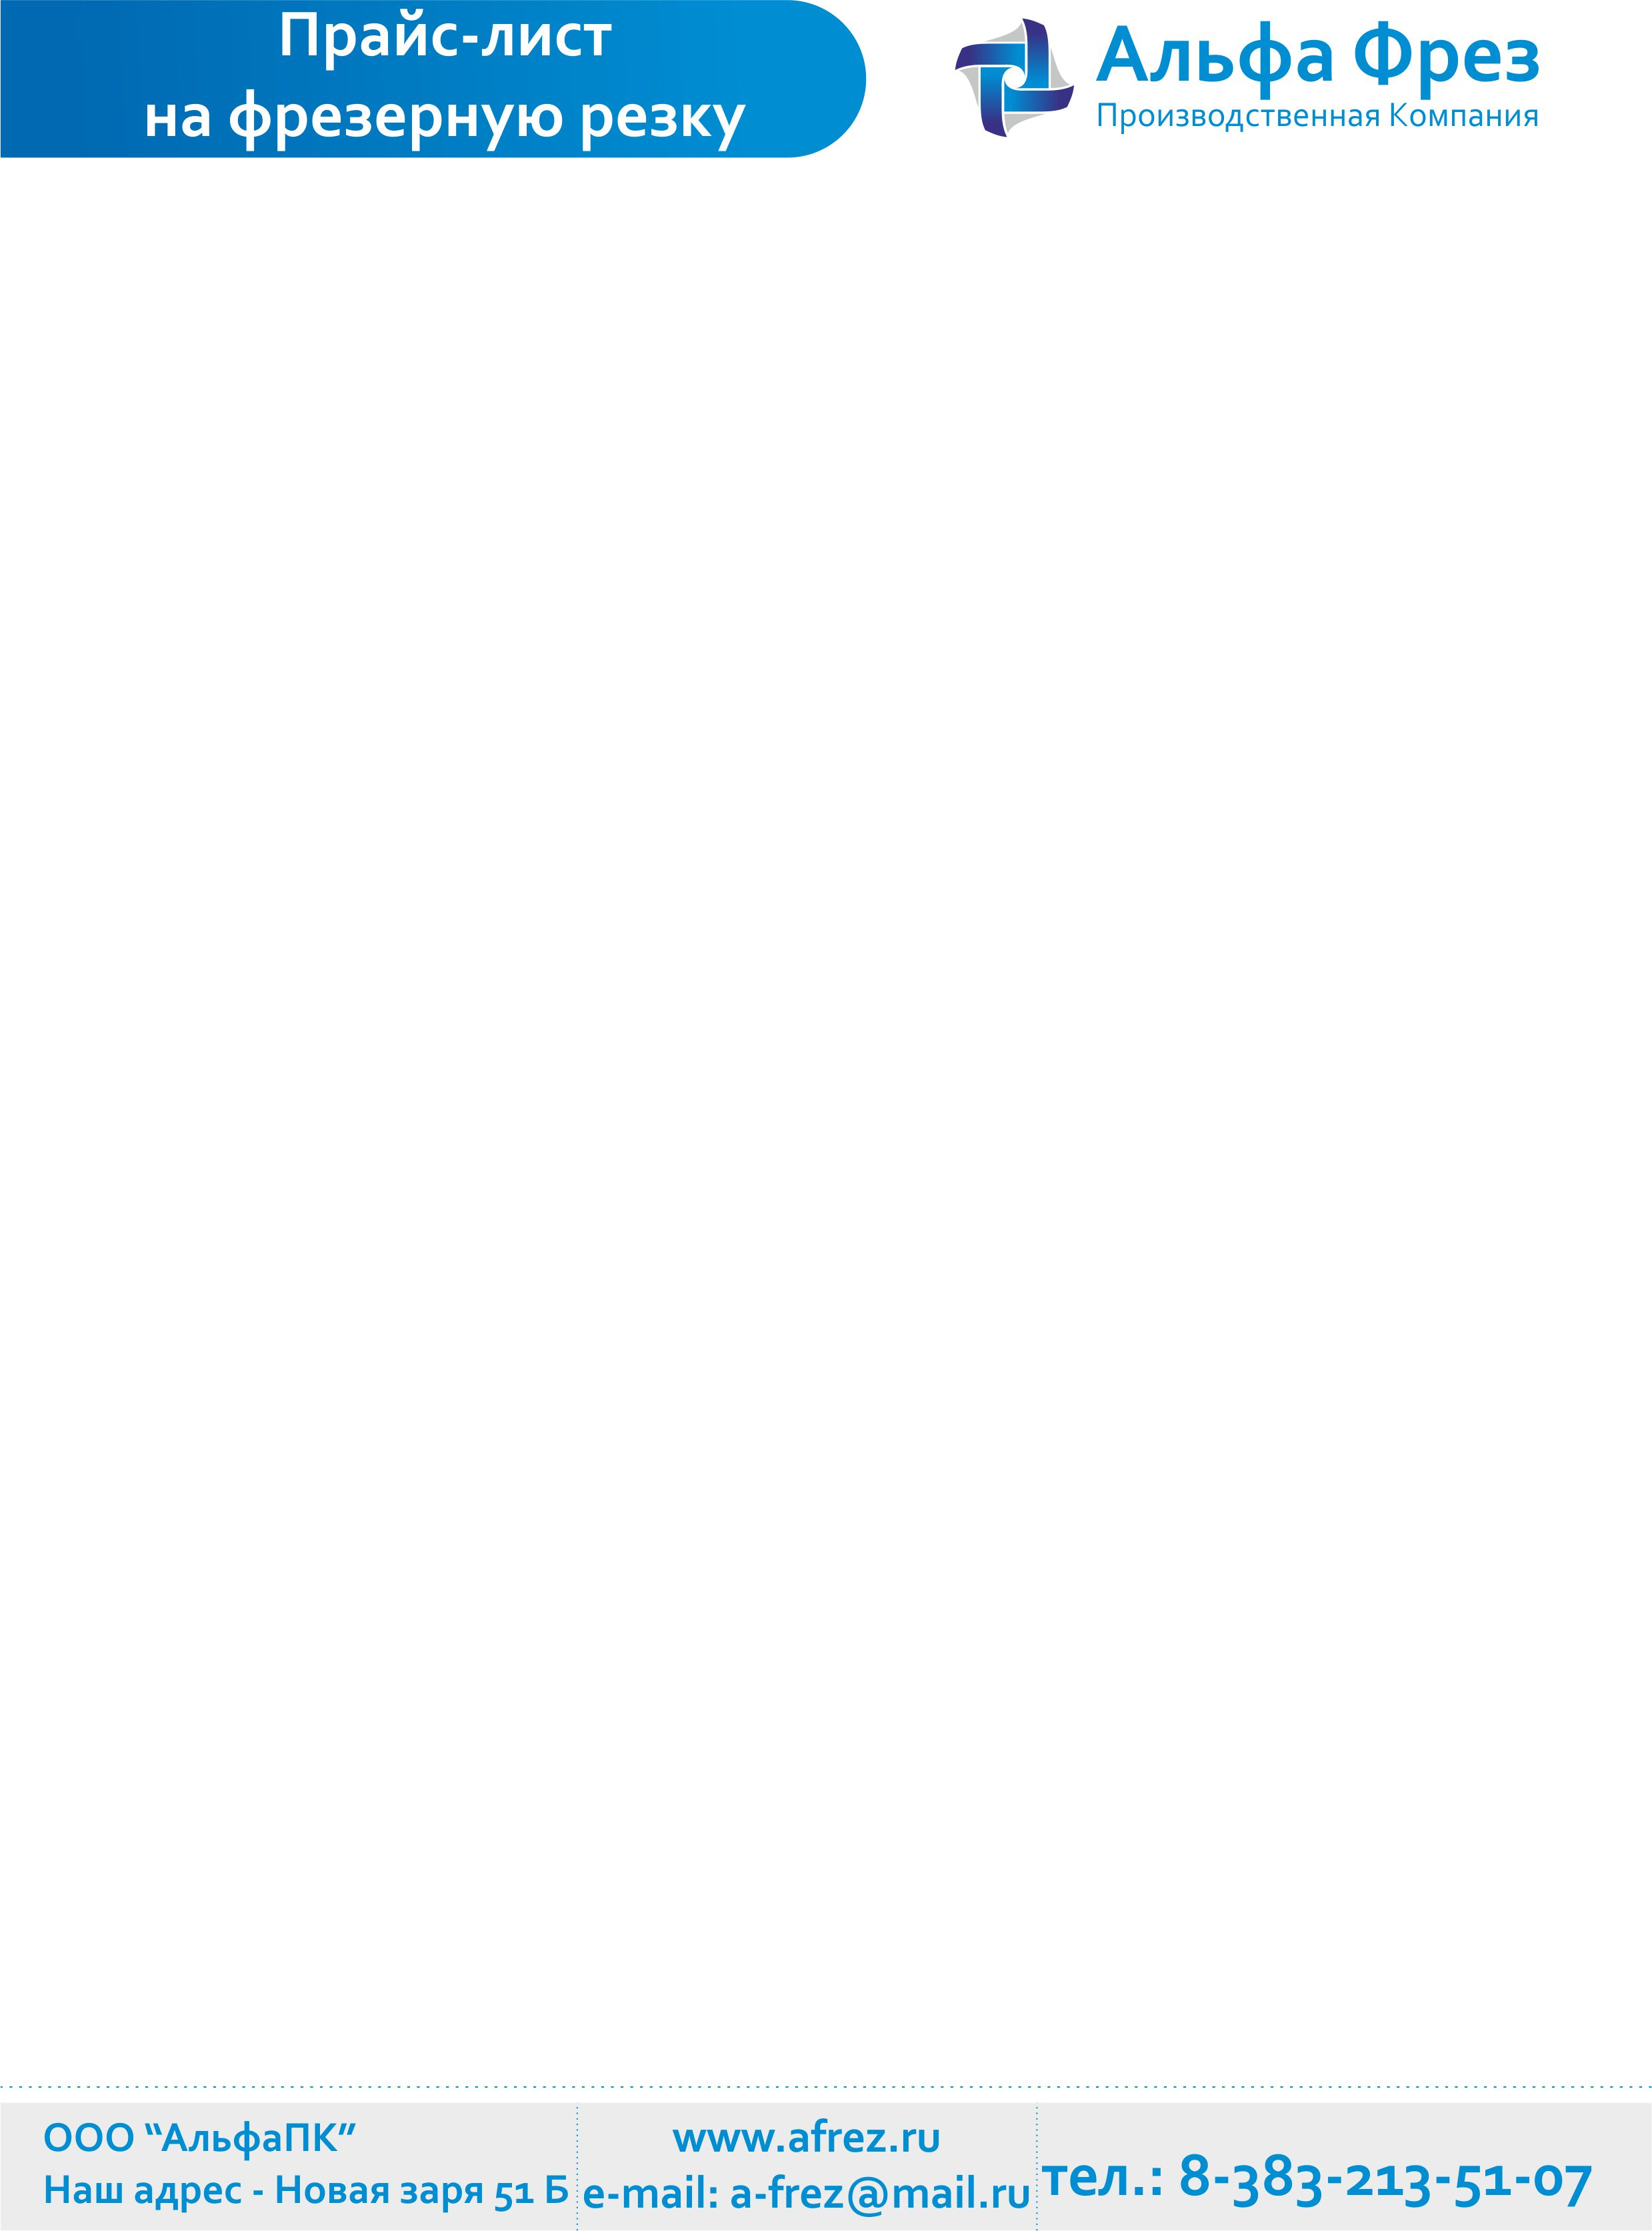 Прайс-лист
на фрезерную резку
Альфа Фрез
Производственная Компания
ООО “АльфаПК”
Наш адрес - Новая заря 51 Б
www.afrez.ru
e-mail: a-frez@mail.ru
тел.: 8-383-213-51-07